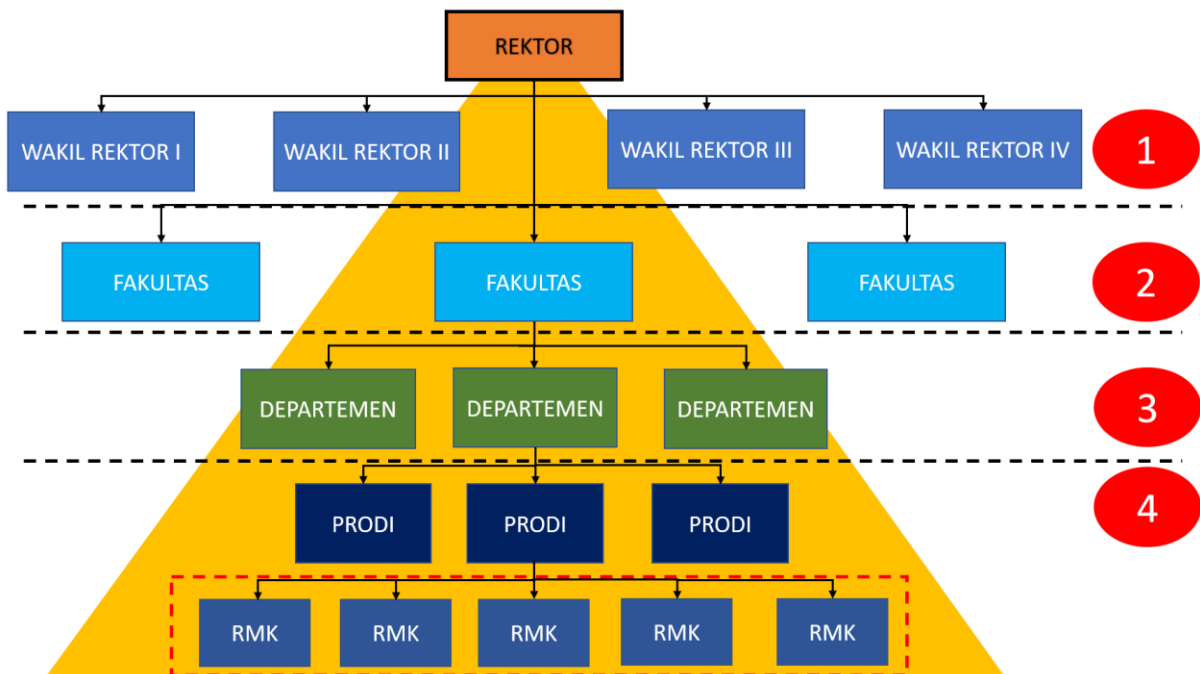 REKTOR
WAKIL REKTOR I
WAKIL REKTOR II
WAKIL REKTOR III
WAKIL REKTOR IV
1
FAKULTAS
FAKULTAS
FAKULTAS
2
DEPARTEMEN
DEPARTEMEN
DEPARTEMEN
3
PRODI
PRODI
PRODI
4
RMK
RMK
RMK
RMK
RMK